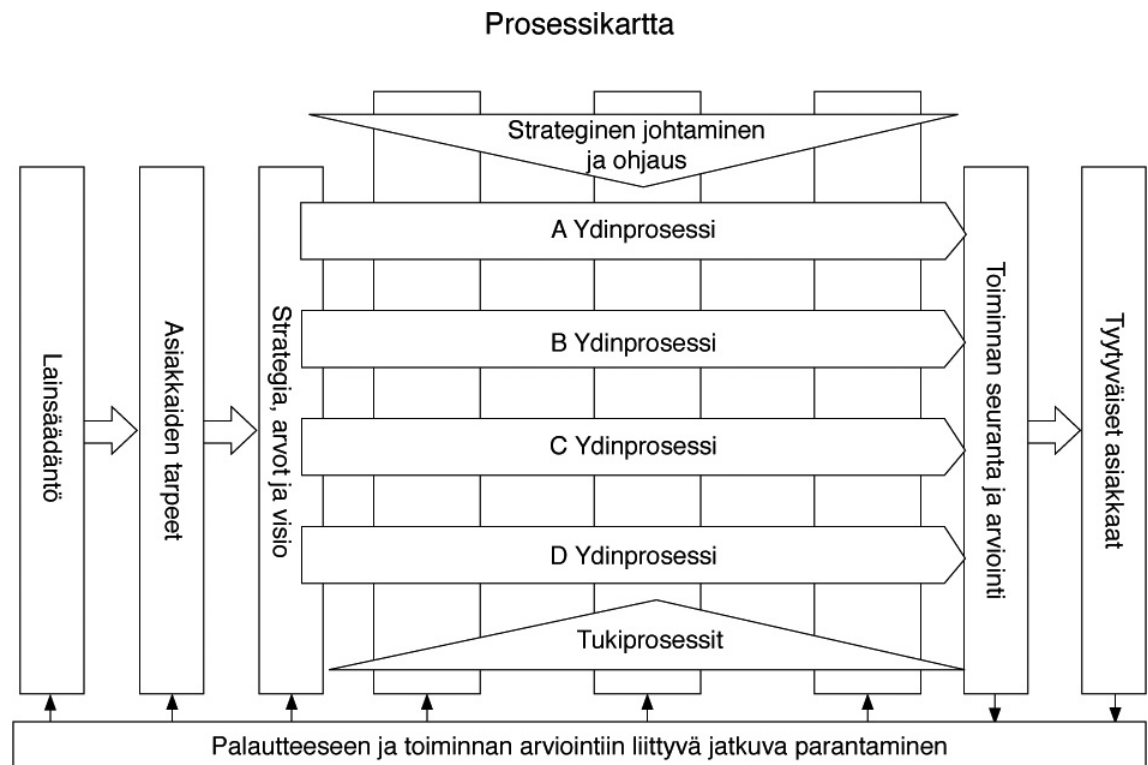 Prosessikartta
Strateginen johtaminen
ja ohjaus
Lainsäädäntö
Asiakkaiden tarpeet
Strategia, arvot ja visio
A Ydinprosessi
B Ydinprosessi
C Ydinprosessi
D Ydinprosessi
Tukiprosessit
Toiminnan seuranta ja arviointi
Tyytyväiset asiakkaat
Palautteeseen ja toiminnan arviointiin liittyvä jatkuva parantaminen